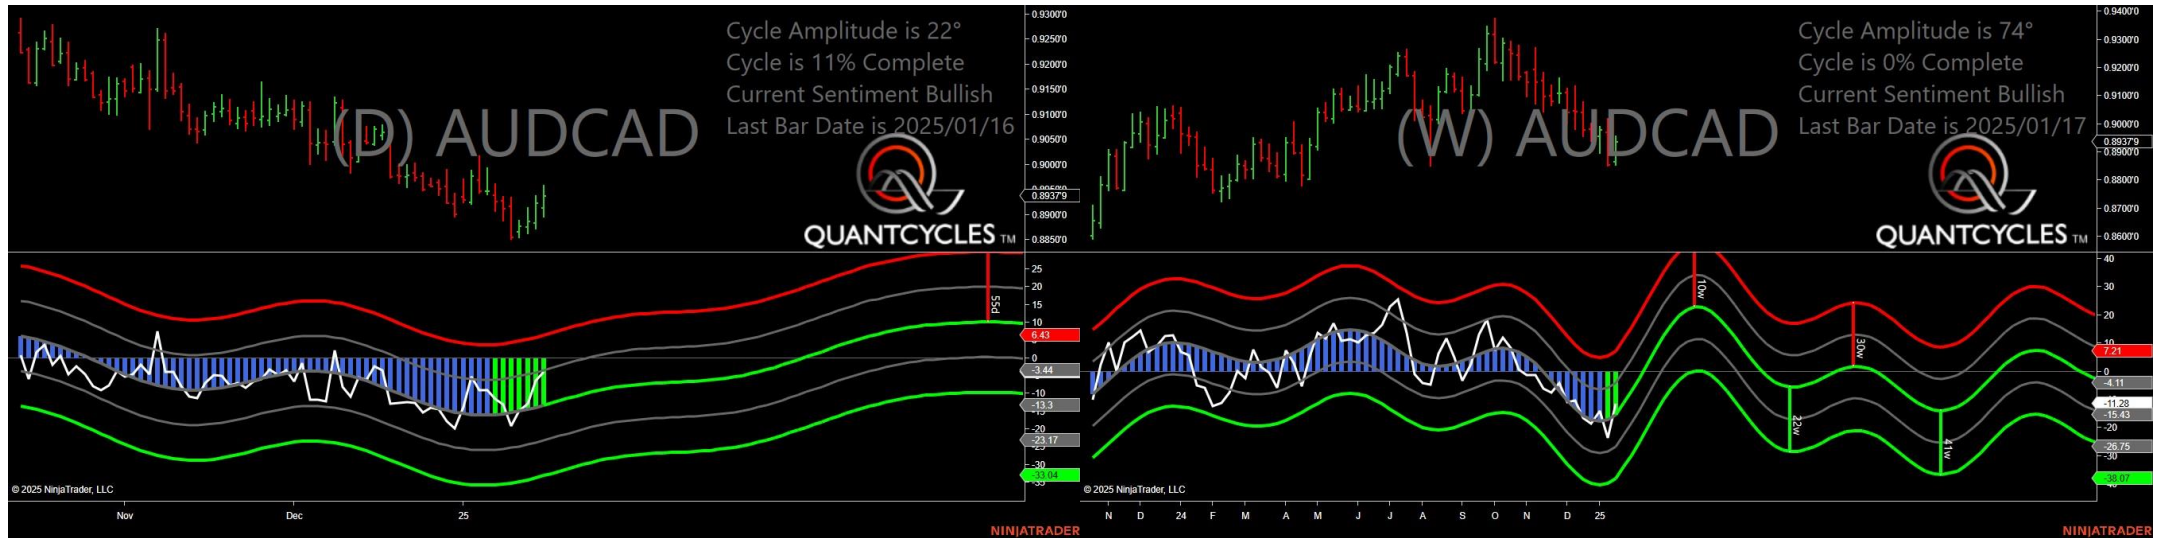 Cycle Amplitude is 22°
Cycle is 11% Complete
Current Sentiment Bullish
Last Bar Date is 2025/01/16
(D) AUDCAD
QUANTCYCLES TM
0.9300'0
0.9250'0
0.9200'0
0.9150'0
0.9100'0
0.9050'0
0.9000'0
0.8937'9
0.8900'0
0.8850'0
55d
25
20
15
10
6.43
0
-3.44
-10
-13.3
-20
-23.17
-30
-33.04
© 2025 NinjaTrader, LLC
Nov
Dec
25
NINJATRADER
Cycle Amplitude is 74°
Cycle is 0% Complete
Current Sentiment Bullish
Last Bar Date is 2025/01/17
(W) AUDCAD
QUANTCYCLES TM
0.9400'0
0.9300'0
0.9200'0
0.9100'0
0.9000'0
0.8937'9
0.8900'0
0.8800'0
0.8700'0
0.8600'0
10w
30w
22w
41w
40
30
20
10
7.21
0
-4.11
-11.28
-15.43
-20
-26.75
-30
-38.07
© 2025 NinjaTrader, LLC
N D 24 F M A M J J A S O N D 25
NINJATRADER